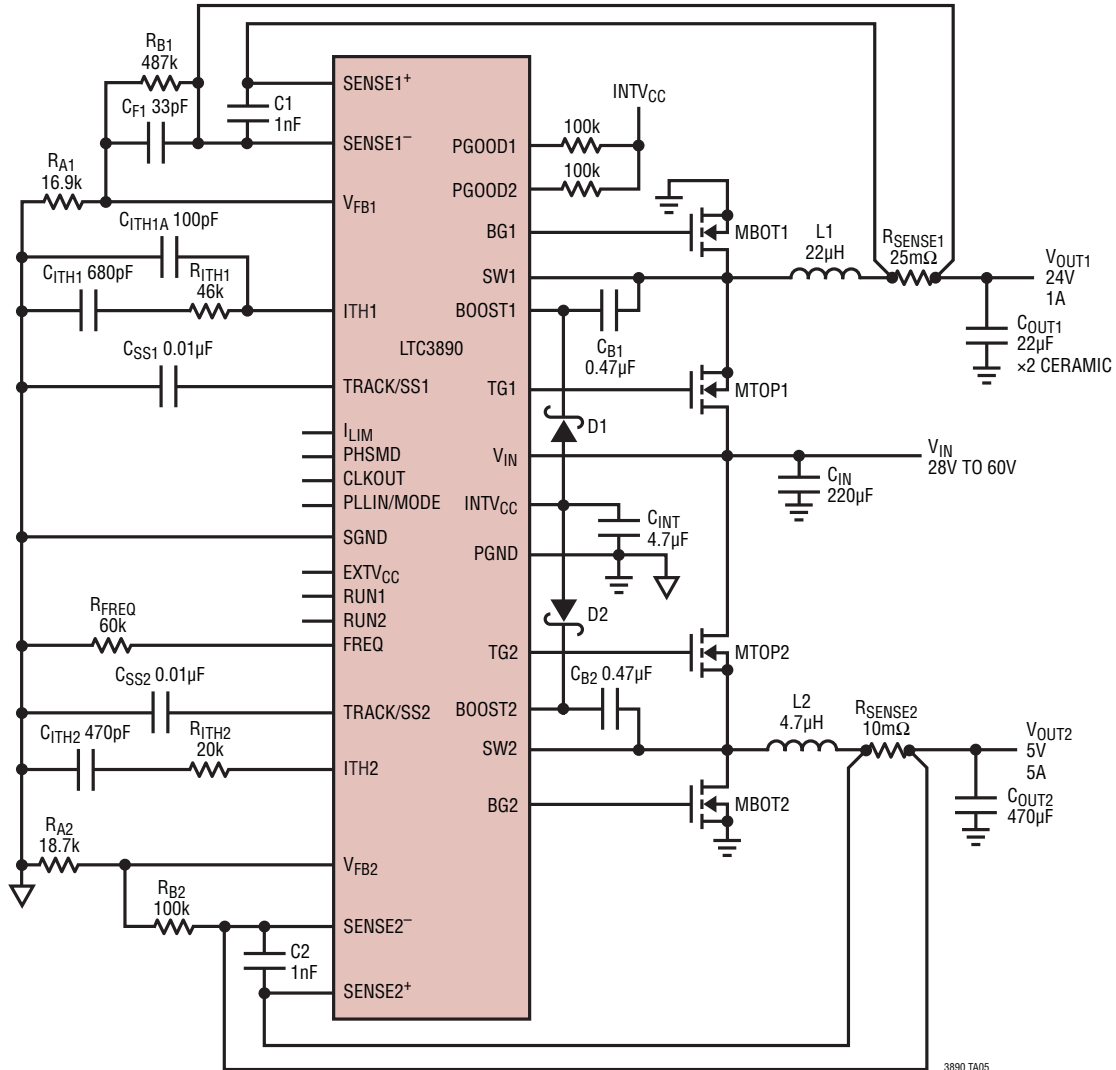 RB1
487k
CF1 33pF
C1
1nF
RA1
16.9k
CITH1A 100pF
CITH1 680pF
RITH1
46k
CSS1 0.01µF
RFREQ
60k
CSS2 0.01µF
CITH2 470pF
RITH2
20k
RA2
18.7k
RB2
100k
C2
1nF
SENSE1+
SENSE1–
VFB1
ITH1
TRACK/SS1
ILIM
PHSMD
CLKOUT
PLLIN/MODE
SGND
EXTVCC
RUN1
RUN2
FREQ
TRACK/SS2
ITH2
VFB2
SENSE2–
SENSE2+
LTC3890
PGOOD1
PGOOD2
BG1
SW1
BOOST1
TG1
VIN
INTVCC
PGND
TG2
BOOST2
SW2
BG2
INTVCC
100k
100k
MBOT1
L1
22µH
RSENSE1
25mΩ
VOUT1
24V
1A
COUT1
22µF
×2 CERAMIC
CB1
0.47µF
MTOP1
D1
VIN
28V TO 60V
CIN
220µF
CINT
4.7µF
D2
MTOP2
CB2 0.47µF
L2
4.7µH
RSENSE2
10mΩ
VOUT2
5V
5A
COUT2
470µF
MBOT2
3890 TA05